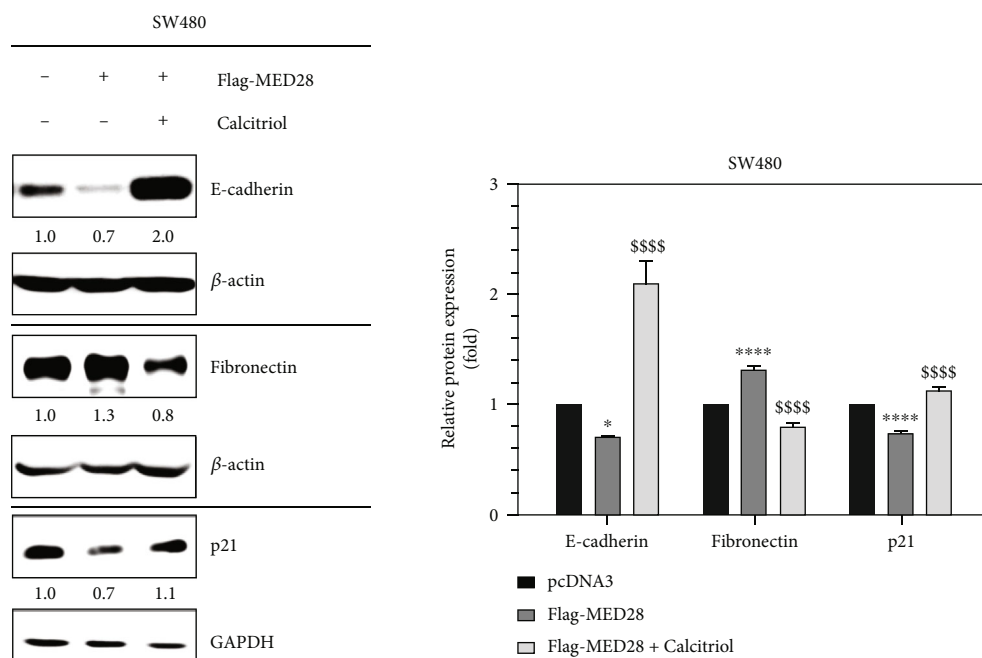 SW480
– + + Flag-MED28
– – + Calcitriol
E-cadherin
1.0 0.7 2.0
β-actin
Fibronectin
1.0 1.3 0.8
β-actin
p21
1.0 0.7 1.1
GAPDH
SW480
Relative protein expression
(fold)
3
2
1
0
$$$$
*
****
$$$$
****
$$$$
E-cadherin Fibronectin p21
pcDNA3
Flag-MED28
Flag-MED28 + Calcitriol